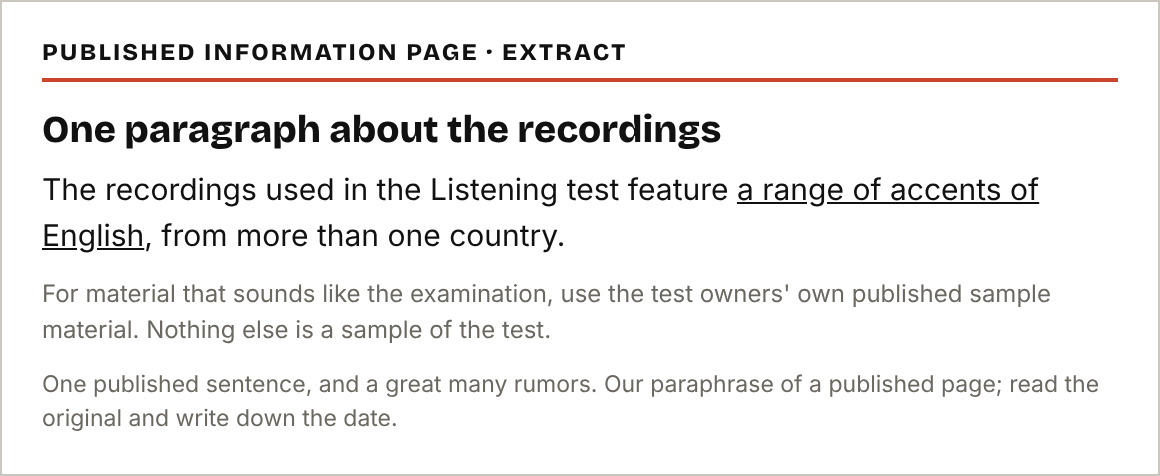 PUBLISHED INFORMATION PAGE · EXTRACT
One paragraph about the recordings
The recordings used in the Listening test feature a range of accents of
English, from more than one country.
For material that sounds like the examination, use the test owners' own published sample
material. Nothing else is a sample of the test.
One published sentence, and a great many rumors. Our paraphrase of a published page; read the
original and write down the date.